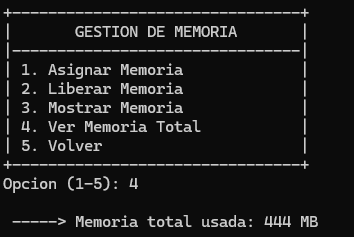 +------------------------------+
|       GESTION DE MEMORIA       |
|------------------------------|
| 1. Asignar Memoria
| 2. Liberar Memoria
| 3. Mostrar Memoria
| 4. Ver Memoria Total
| 5. Volver
+------------------------------+
Opcion (1-5): 4
-----> Memoria total usada: 444 MB